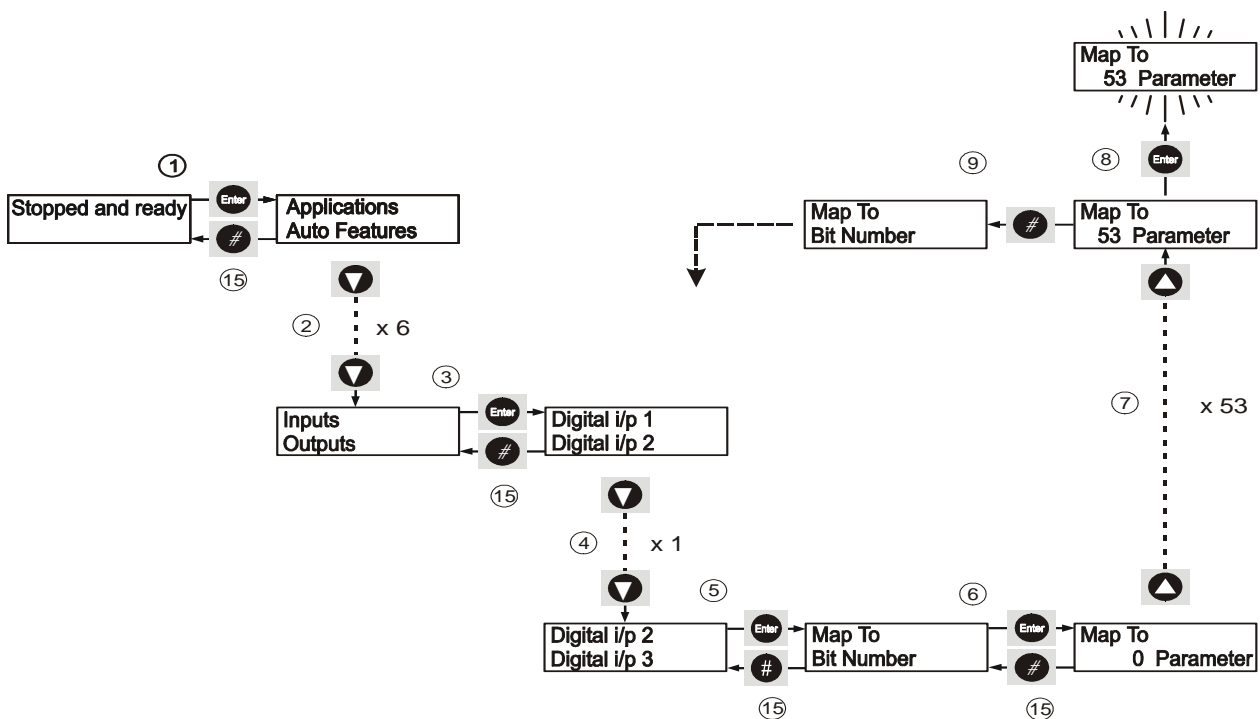 Map To
53 Parameter
1
9
8
Enter
Stopped and ready
Enter
Applications
Auto Features
#
Map To
Bit Number
#
Map To
53 Parameter
15
2
x 6
3
7
x 53
Inputs
Outputs
Enter
Digital i/p 1
Digital i/p 2
#
15
4
x 1
5
6
Digital i/p 2
Digital i/p 3
Enter
Map To
Bit Number
Enter
Map To
0 Parameter
#
#
15
15